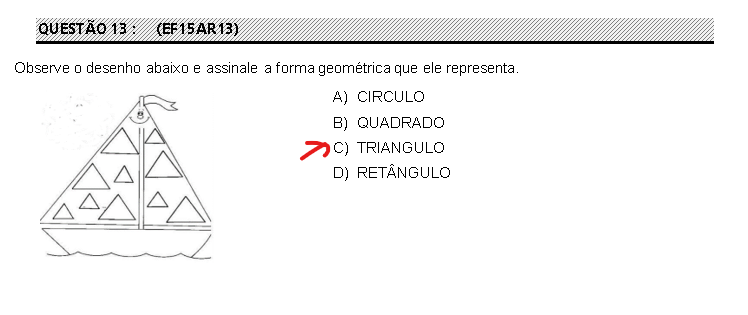 QUESTÃO 13 : (EF15AR13)
Observe o desenho abaixo e assinale a forma geométrica que ele representa.
A) CIRCULO
B) QUADRADO
C) TRIANGULO
D) RETÂNGULO